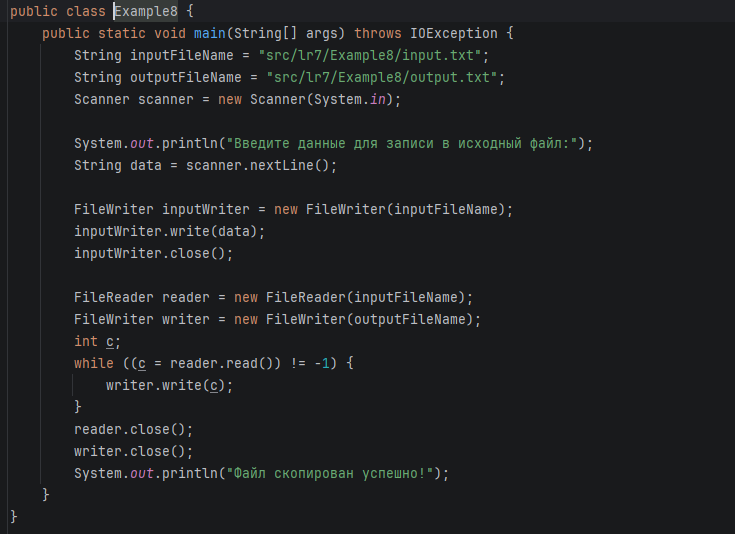 public class Example8 {
    public static void main(String[] args) throws IOException {
        String inputFileName = "src/lr7/Example8/input.txt";
        String outputFileName = "src/lr7/Example8/output.txt";
        Scanner scanner = new Scanner(System.in);

        System.out.println("Введите данные для записи в исходный файл:");
        String data = scanner.nextLine();

        FileWriter inputWriter = new FileWriter(inputFileName);
        inputWriter.write(data);
        inputWriter.close();

        FileReader reader = new FileReader(inputFileName);
        FileWriter writer = new FileWriter(outputFileName);
        int c;
        while ((c = reader.read()) != -1) {
            writer.write(c);
        }
        reader.close();
        writer.close();
        System.out.println("Файл скопирован успешно!");
    }
}